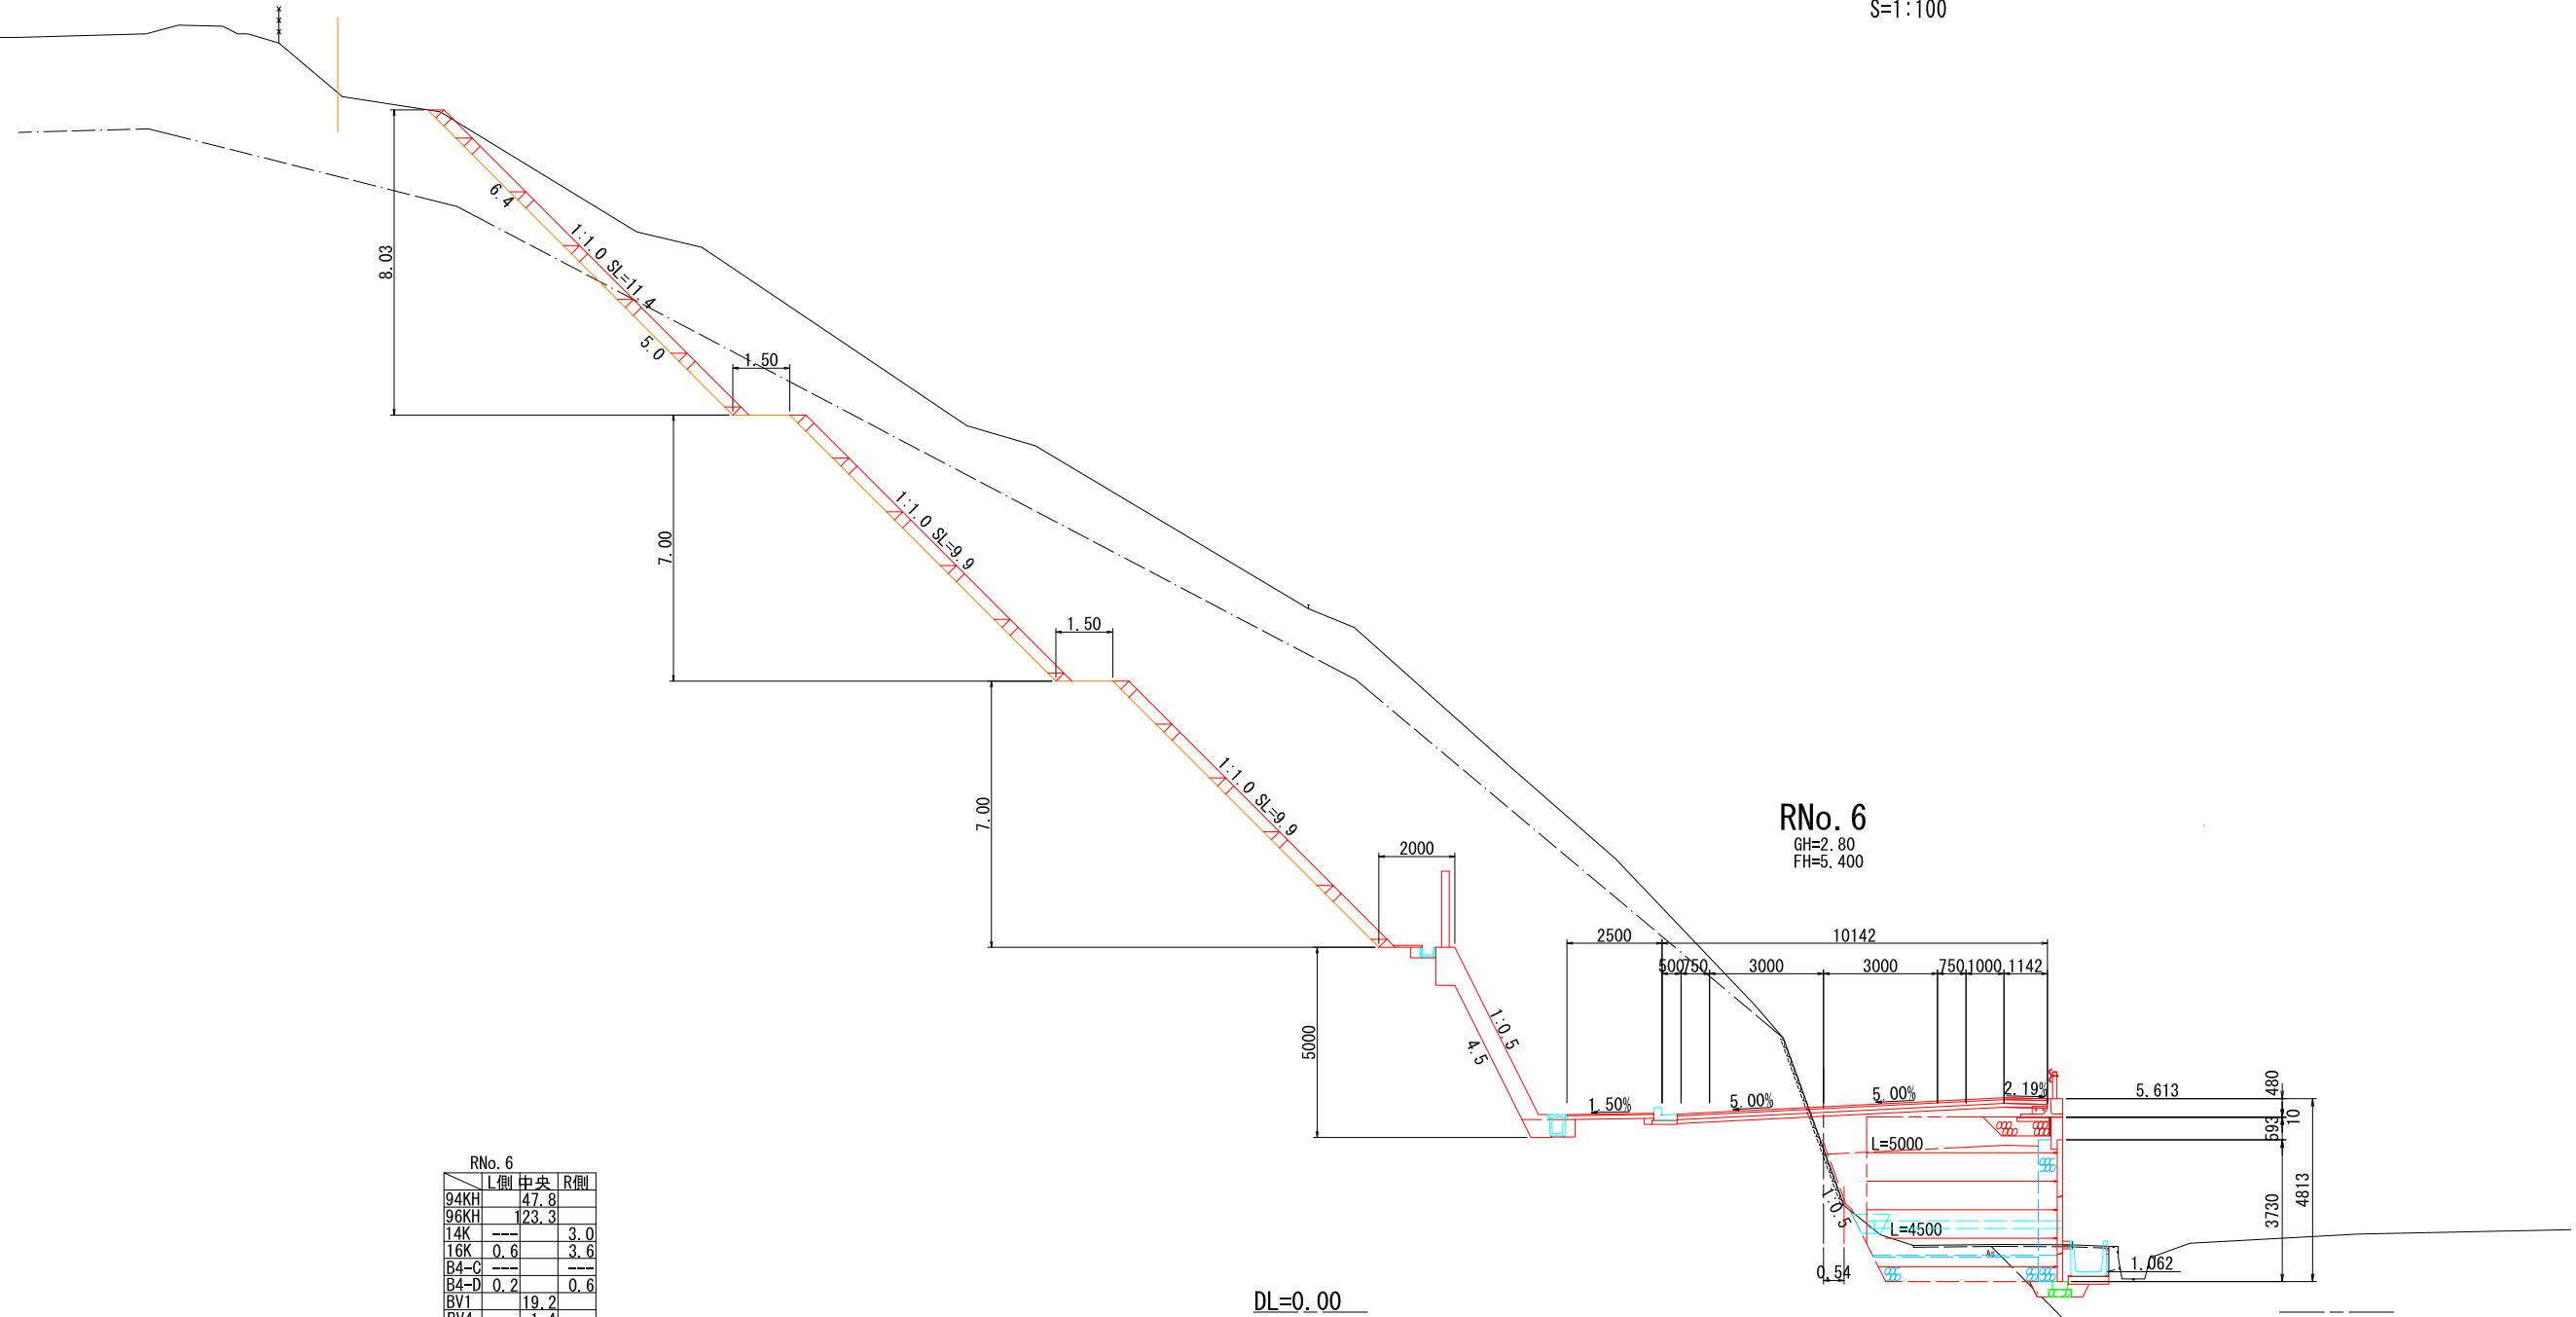 S=1:100
8.03
6.4
1:1.0 SL=11.4
5.0
1.50
7.00
1:1.0 SL=9.9
1.50
7.00
1:1.0 SL=9.9
2000
5000
1:0.5
4.5
RNo.6
GH=2.80
FH=5.400
2500
10142
500
750
3000
3000
750
1000
1142
1.50%
5.00%
5.00%
2.19%
5.613
480
10
593
3730
4813
L=5000
1:0.5
L=4500
As
0.54
1.062
RNo.6
L側 中央 R側
94KH 47.8
96KH 123.3
14K --- 3.0
16K 0.6 3.6
B4-C --- ---
B4-D 0.2 0.6
BV1 19.2
DL=0.00